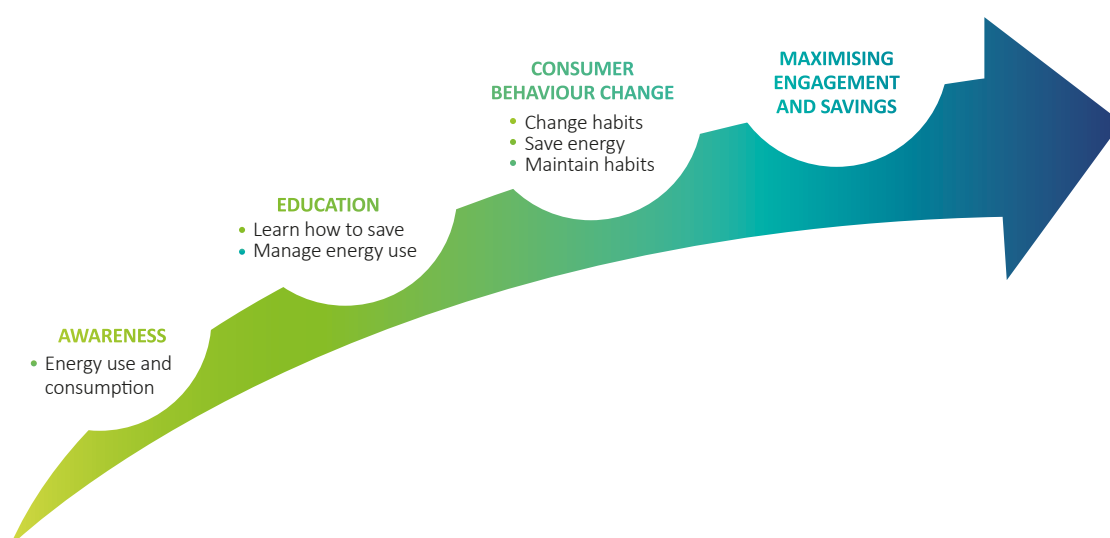 AWARENESS
• Energy use and
consumption
EDUCATION
• Learn how to save
• Manage energy use
CONSUMER
BEHAVIOUR CHANGE
• Change habits
• Save energy
• Maintain habits
MAXIMISING
ENGAGEMENT
AND SAVINGS